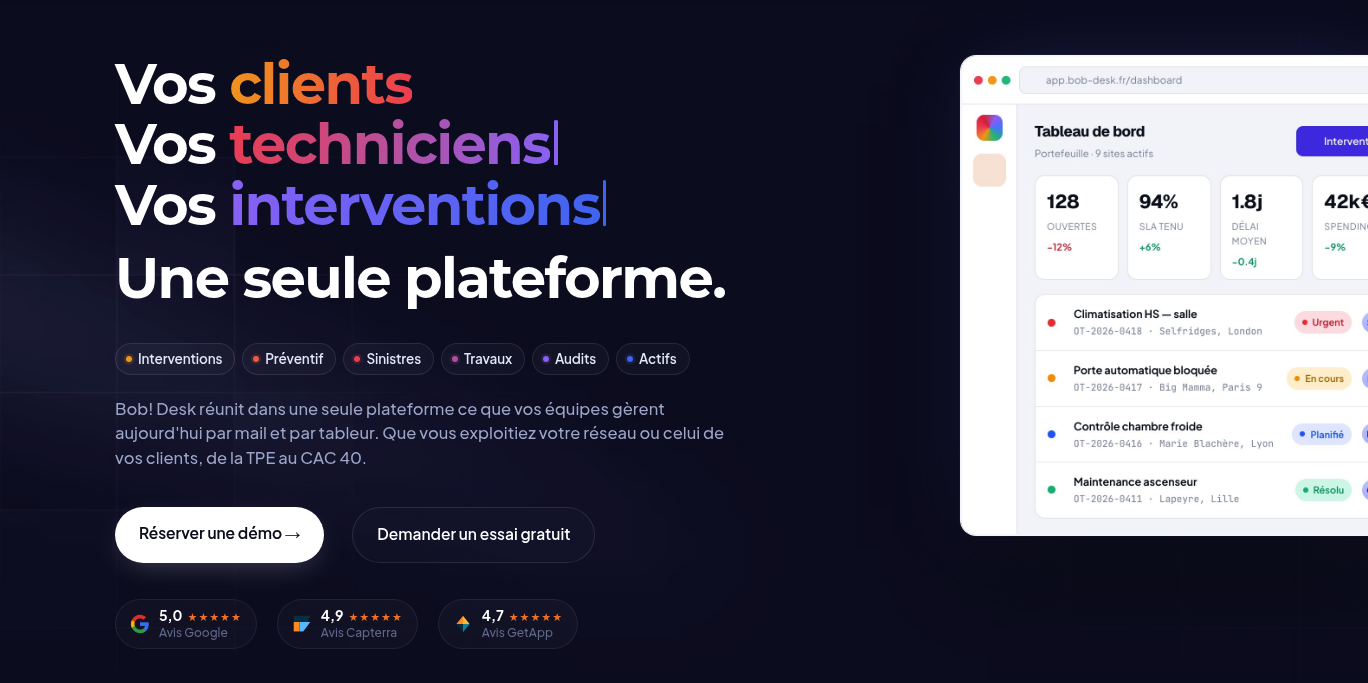 Vos clients
Vos techniciens
Vos interventions
Une seule plateforme.
Interventions
Préventif
Sinistres
Travaux
Audits
Actifs
Bob! Desk réunit dans une seule plateforme ce que vos équipes gèrent
aujourd'hui par mail et par tableur. Que vous exploitiez votre réseau ou celui de
vos clients, de la TPE au CAC 40.
Réserver une démo →
Demander un essai gratuit
5,0 ★★★★★
Avis Google
4,9 ★★★★★
Avis Capterra
4,7 ★★★★★
Avis GetApp
app.bob-desk.fr/dashboard
Tableau de bord
Portefeuille · 9 sites actifs
Intervent
128
OUVERTES
−12%
94%
SLA TENU
+6%
1.8j
DÉLAI
MOYEN
−0.4j
42k€
SPENDING
−9%
Climatisation HS — salle
OT-2026-0418 · Selfridges, London
Urgent
Porte automatique bloquée
OT-2026-0417 · Big Mamma, Paris 9
En cours
Contrôle chambre froide
OT-2026-0416 · Marie Blachère, Lyon
Planifié
Maintenance ascenseur
OT-2026-0411 · Lapeyre, Lille
Résolu